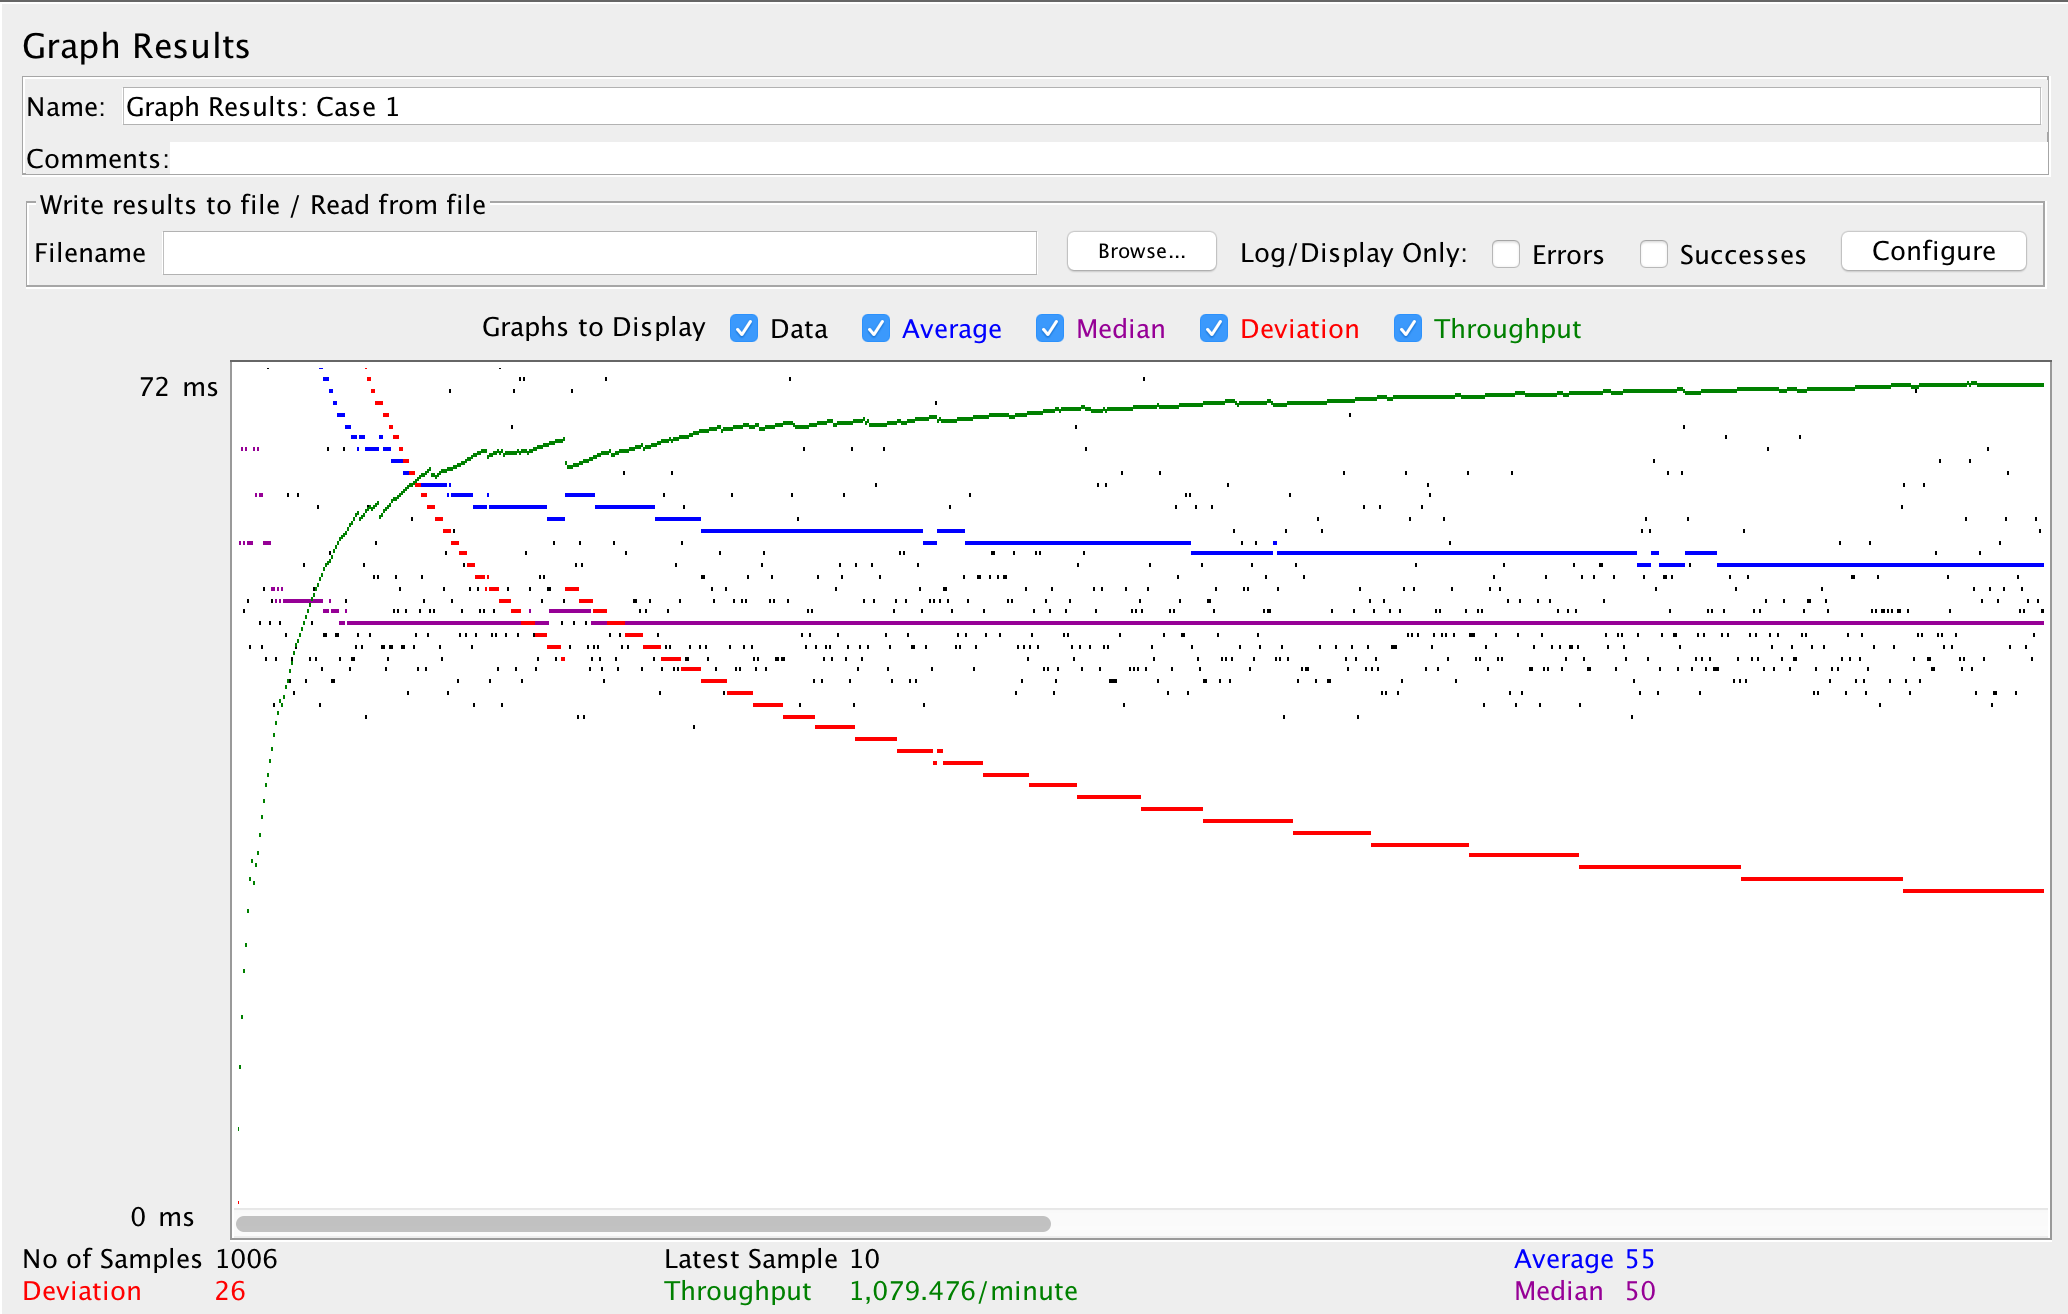 Graph Results
Name: Graph Results: Case 1
Comments:
Write results to file / Read from file
Filename Browse... Log/Display Only: Errors Successes Configure
Graphs to Display Data Average Median Deviation Throughput
72 ms
0 ms
No of Samples 1006 Latest Sample 10 Average 55
Deviation 26 Throughput 1,079.476/minute Median 50